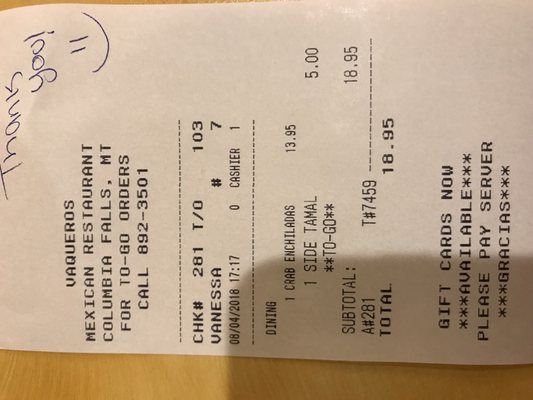 Thank
you!
VAQUEROS
MEXICAN RESTAURANT
COLUMBIA FALLS, MT
FOR TO-GO ORDERS
CALL 892-3501
CHK# 281 T/O 103
VANESSA # 7
08/04/2018 17:17 0 CASHIER 1
DINING
1 CRAB ENCHILADAS 13.95
1 SIDE TAMAL 5.00
**TO-GO**
SUBTOTAL: 18.95
A#281 T#7459
TOTAL 18.95
GIFT CARDS NOW
***AVAILABLE***
PLEASE PAY SERVER
***GRACIAS***